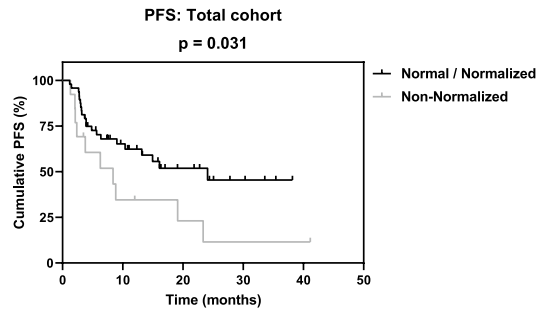 PFS: Total cohort
p = 0.031
Normal / Normalized
Non-Normalized
Cumulative PFS (%)
100
75
50
25
0
0 10 20 30 40 50
Time (months)